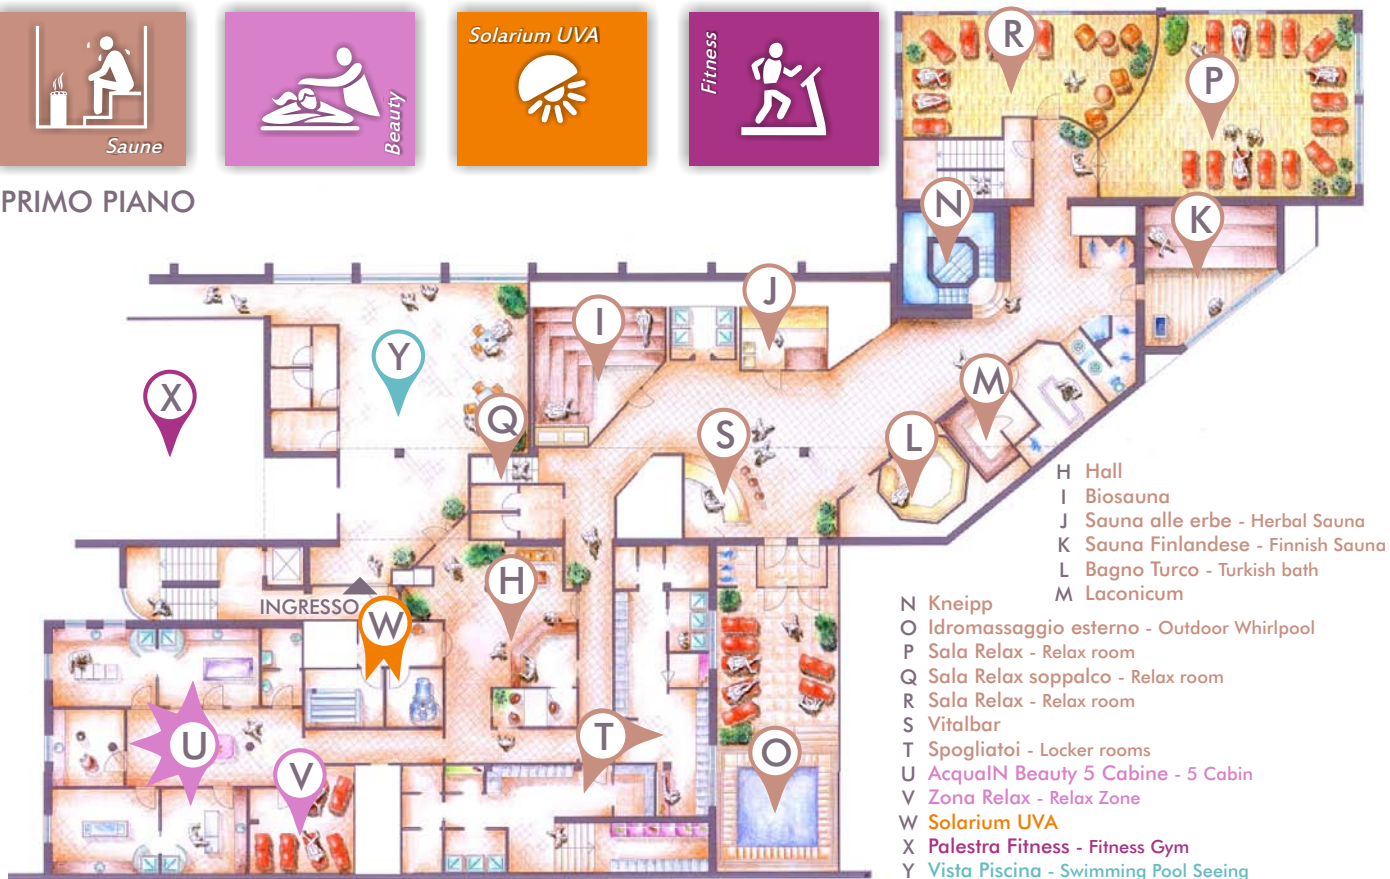 Saune
Beauty
Solarium UVA
Fitness
PRIMO PIANO
R
P
N
K
J
I
Y
X
M
Q
S
L
H
INGRESSO
W
T
U
O
V
H Hall
I Biosauna
J Sauna alle erbe - Herbal Sauna
K Sauna Finlandese - Finnish Sauna
L Bagno Turco - Turkish bath
M Laconicum
N Kneipp
O Idromassaggio esterno - Outdoor Whirlpool
P Sala Relax - Relax room
Q Sala Relax soppalco - Relax room
R Sala Relax - Relax room
S Vitalbar
T Spogliatoi - Locker rooms
U AcquaIN Beauty 5 Cabine - 5 Cabin
V Zona Relax - Relax Zone
W Solarium UVA
X Palestra Fitness - Fitness Gym
Y Vista Piscina - Swimming Pool Seeing